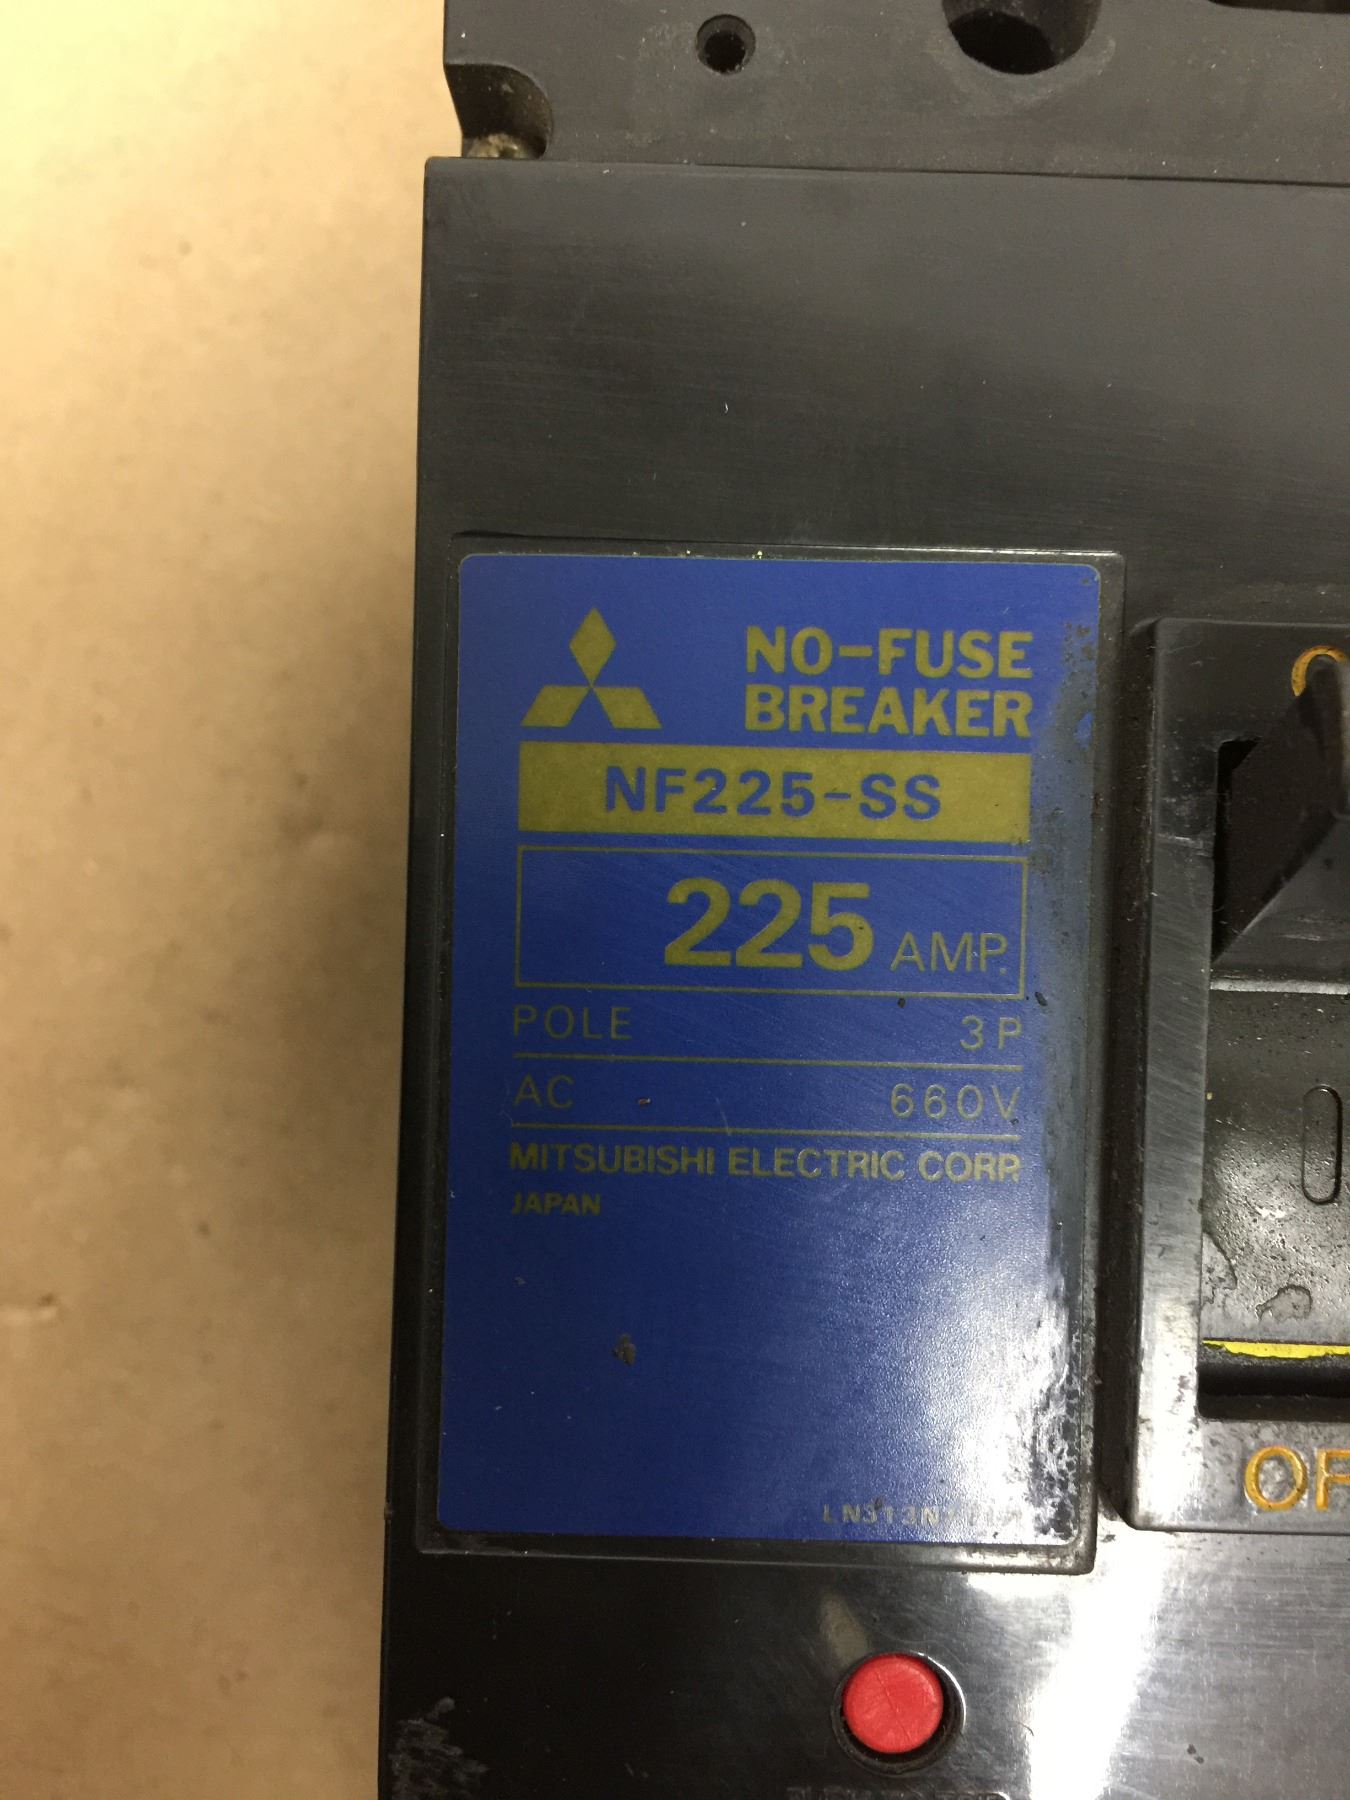 NO-FUSE
BREAKER
NF225-SS
225 AMP.
POLE 3P
AC 660V
MITSUBISHI ELECTRIC CORP.
JAPAN